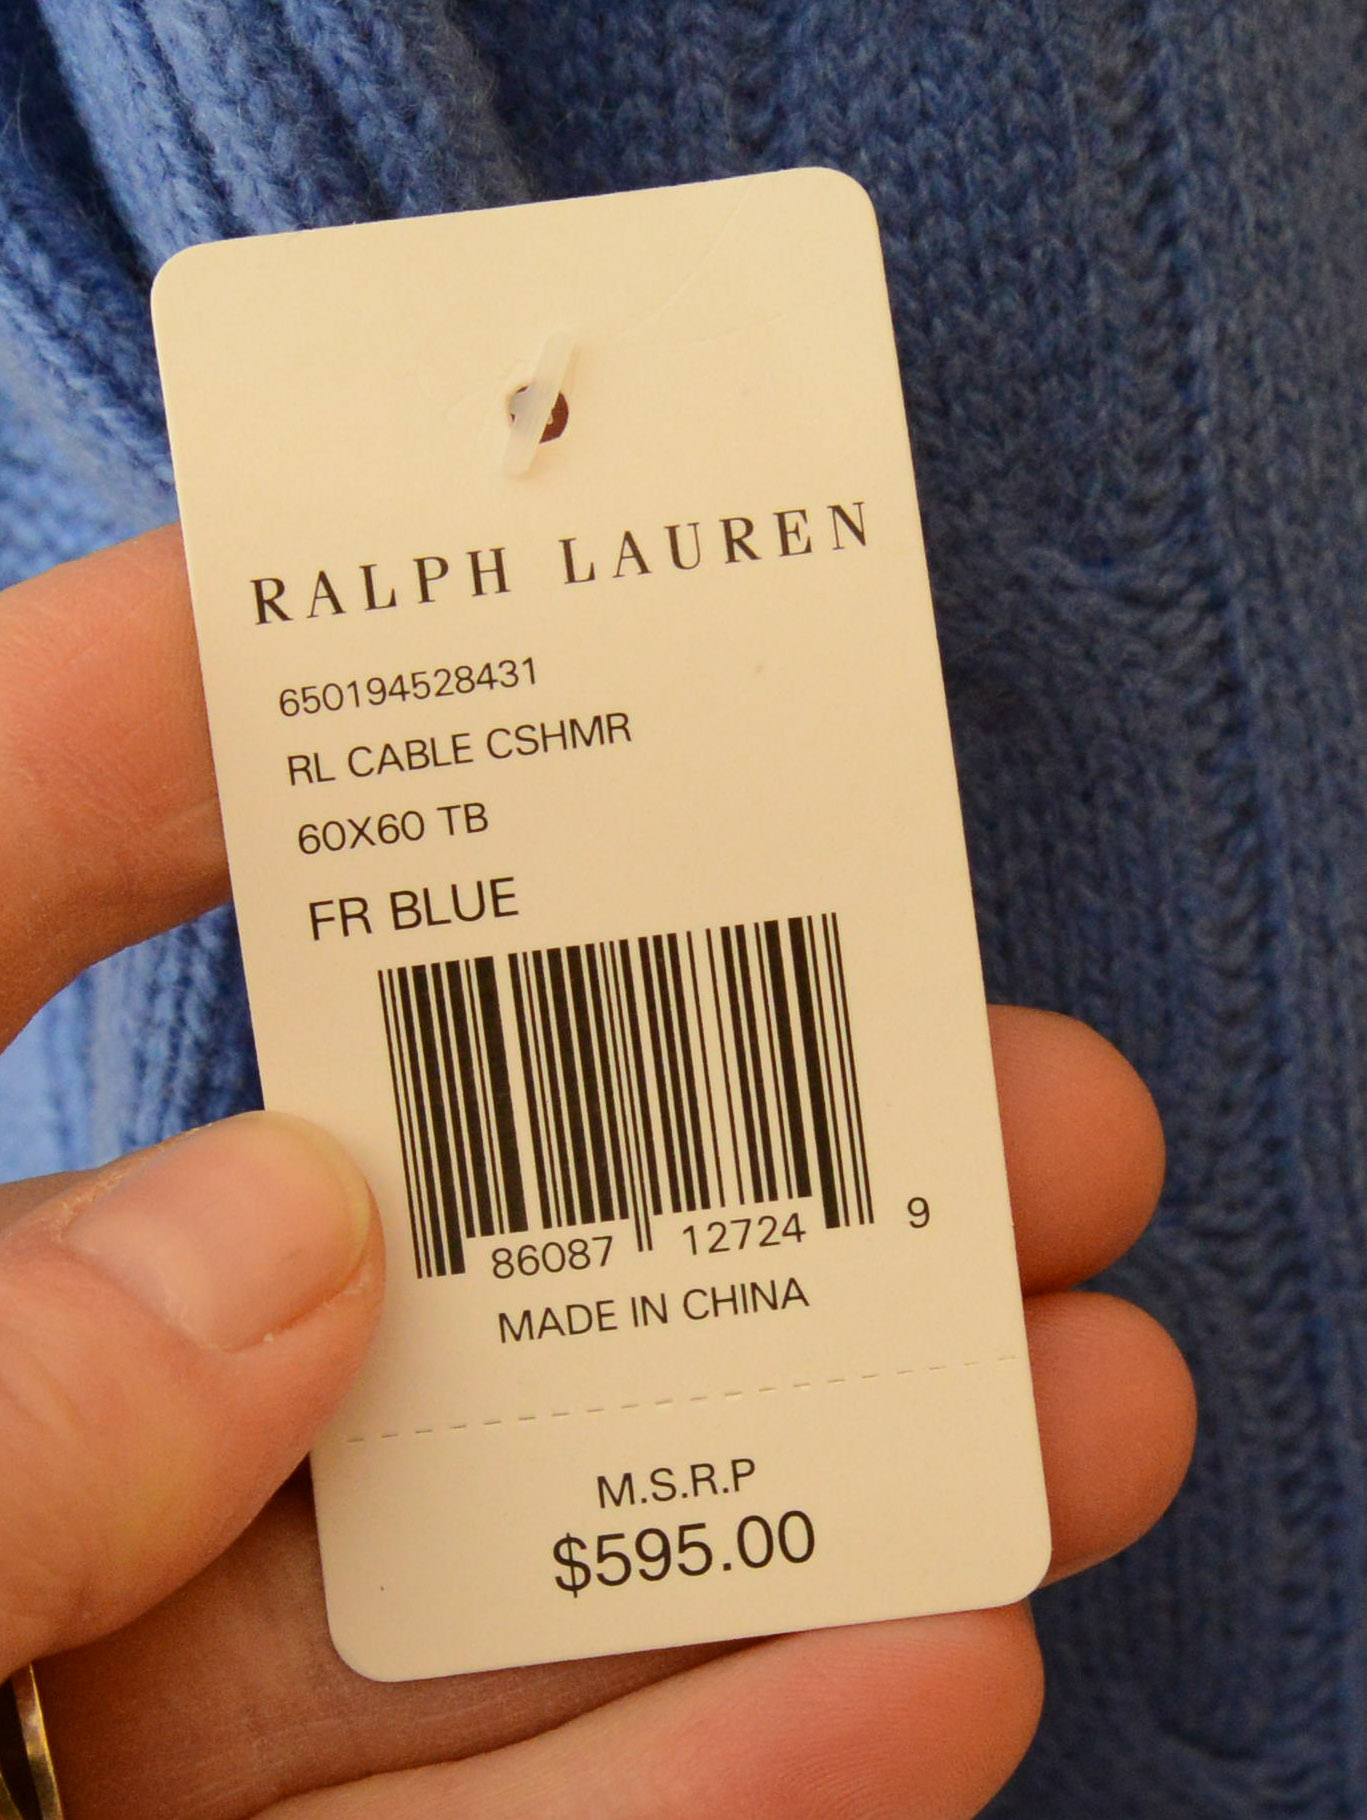 RALPH LAUREN
650194528431
RL CABLE CSHMR
60X60 TB
FR BLUE
86087 12724 9
MADE IN CHINA
M.S.R.P
$595.00